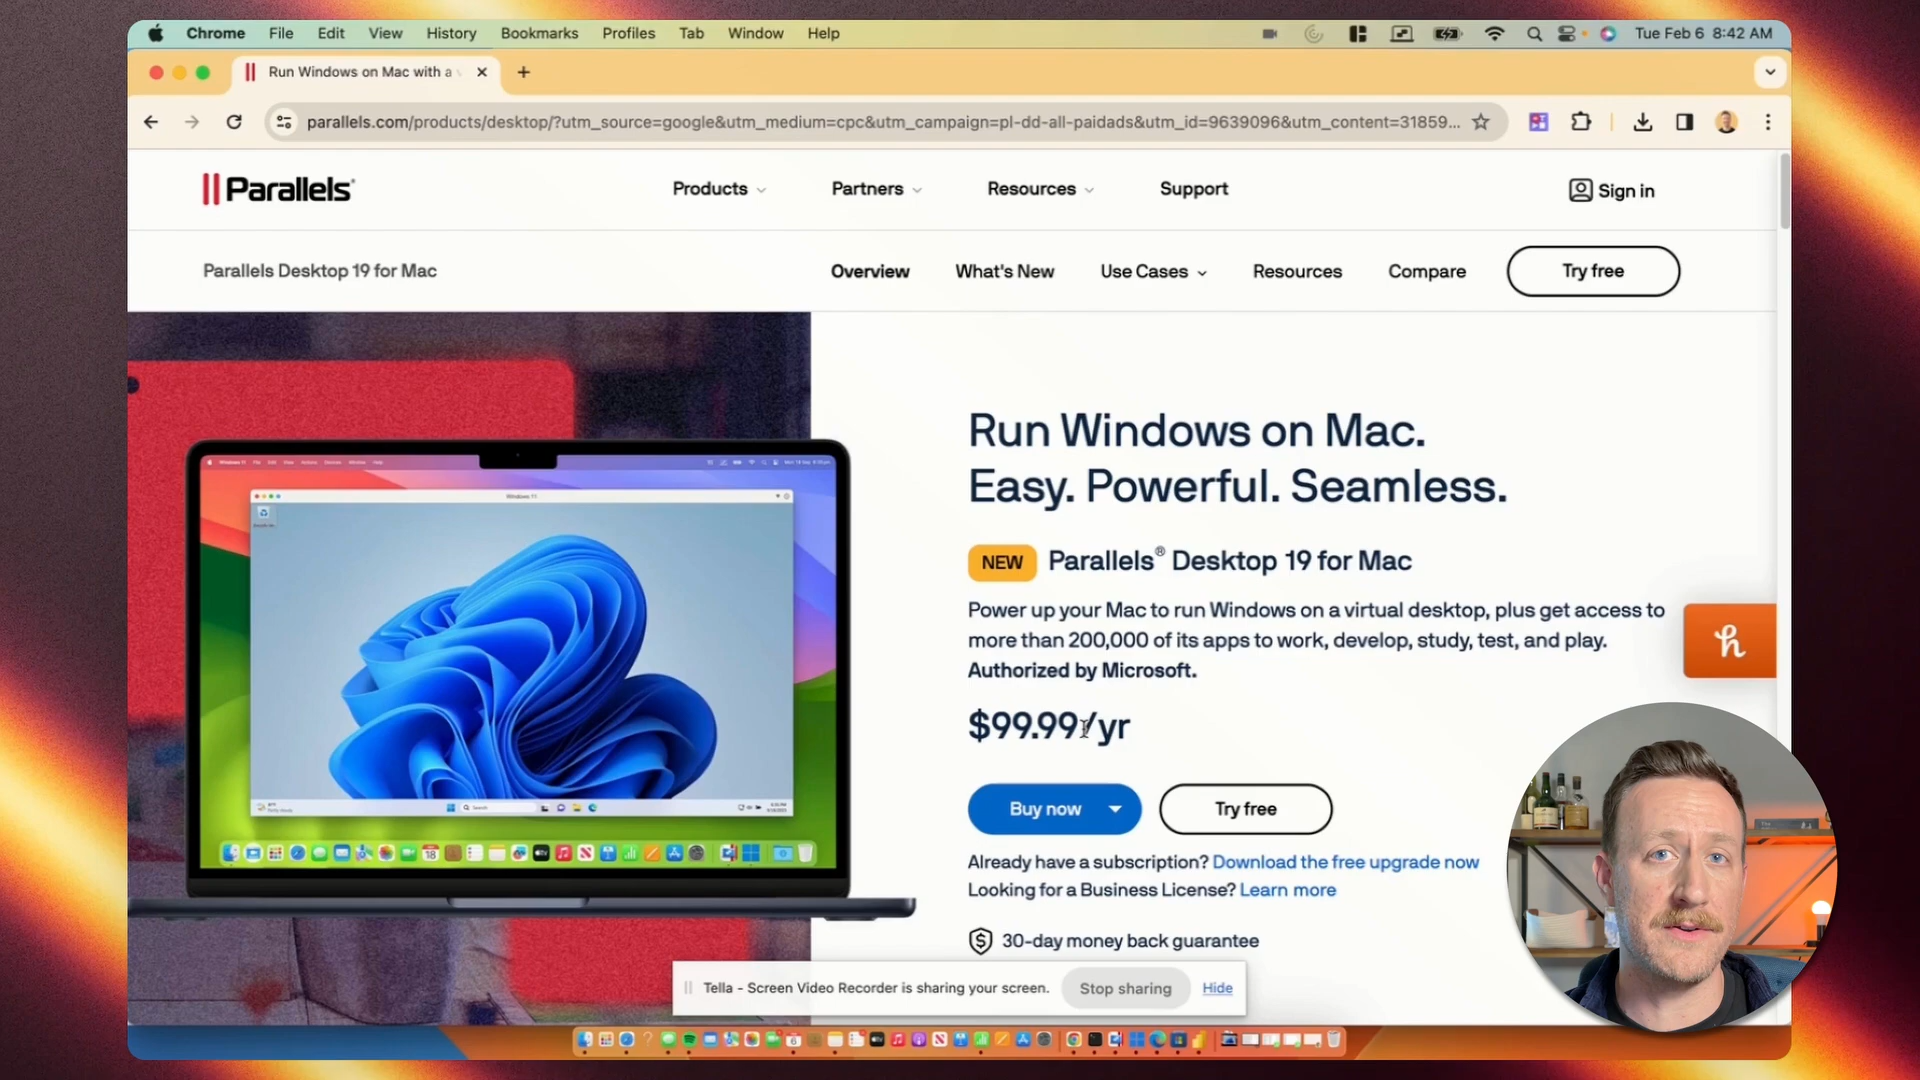 Chrome File Edit View History Bookmarks Profiles Tab Window Help Tue Feb 6 8:42 AM
Run Windows on Mac with a
parallels.com/products/desktop/?utm_source=google&utm_medium=cpc&utm_campaign=pl-dd-all-paidads&utm_id=9639096&utm_content=31859...
Parallels® Products Partners Resources Support Sign in
Parallels Desktop 19 for Mac Overview What's New Use Cases Resources Compare Try free
Run Windows on Mac.
Easy. Powerful. Seamless.
NEW Parallels® Desktop 19 for Mac
Power up your Mac to run Windows on a virtual desktop, plus get access to
more than 200,000 of its apps to work, develop, study, test, and play.
Authorized by Microsoft.
$99.99/yr
Buy now Try free
Already have a subscription? Download the free upgrade now
Looking for a Business License? Learn more
30-day money back guarantee
Tella - Screen Video Recorder is sharing your screen. Stop sharing Hide